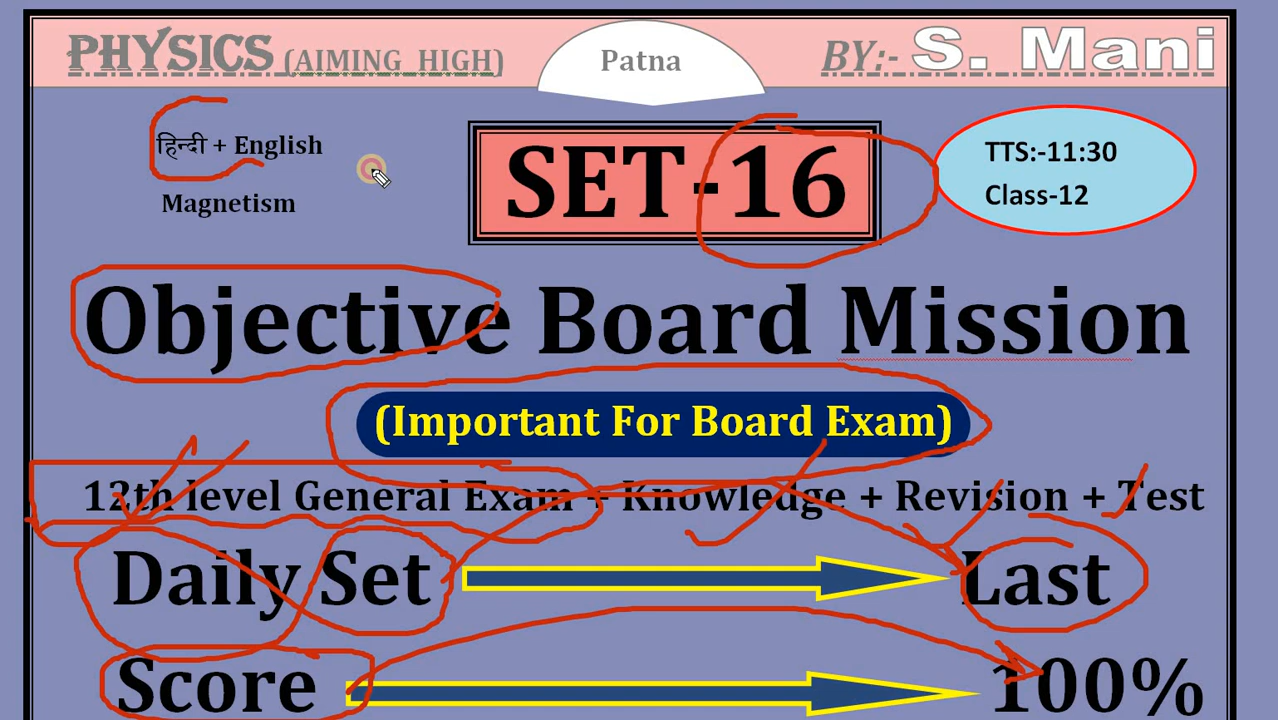 PHYSICS (AIMING HIGH) Patna BY:- S. Mani
हिन्दी + English
Magnetism
SET-16
TTS:-11:30
Class-12
Objective Board Mission
(Important For Board Exam)
12th level General Exam + Knowledge + Revision + Test
Daily Set Last
Score 100%